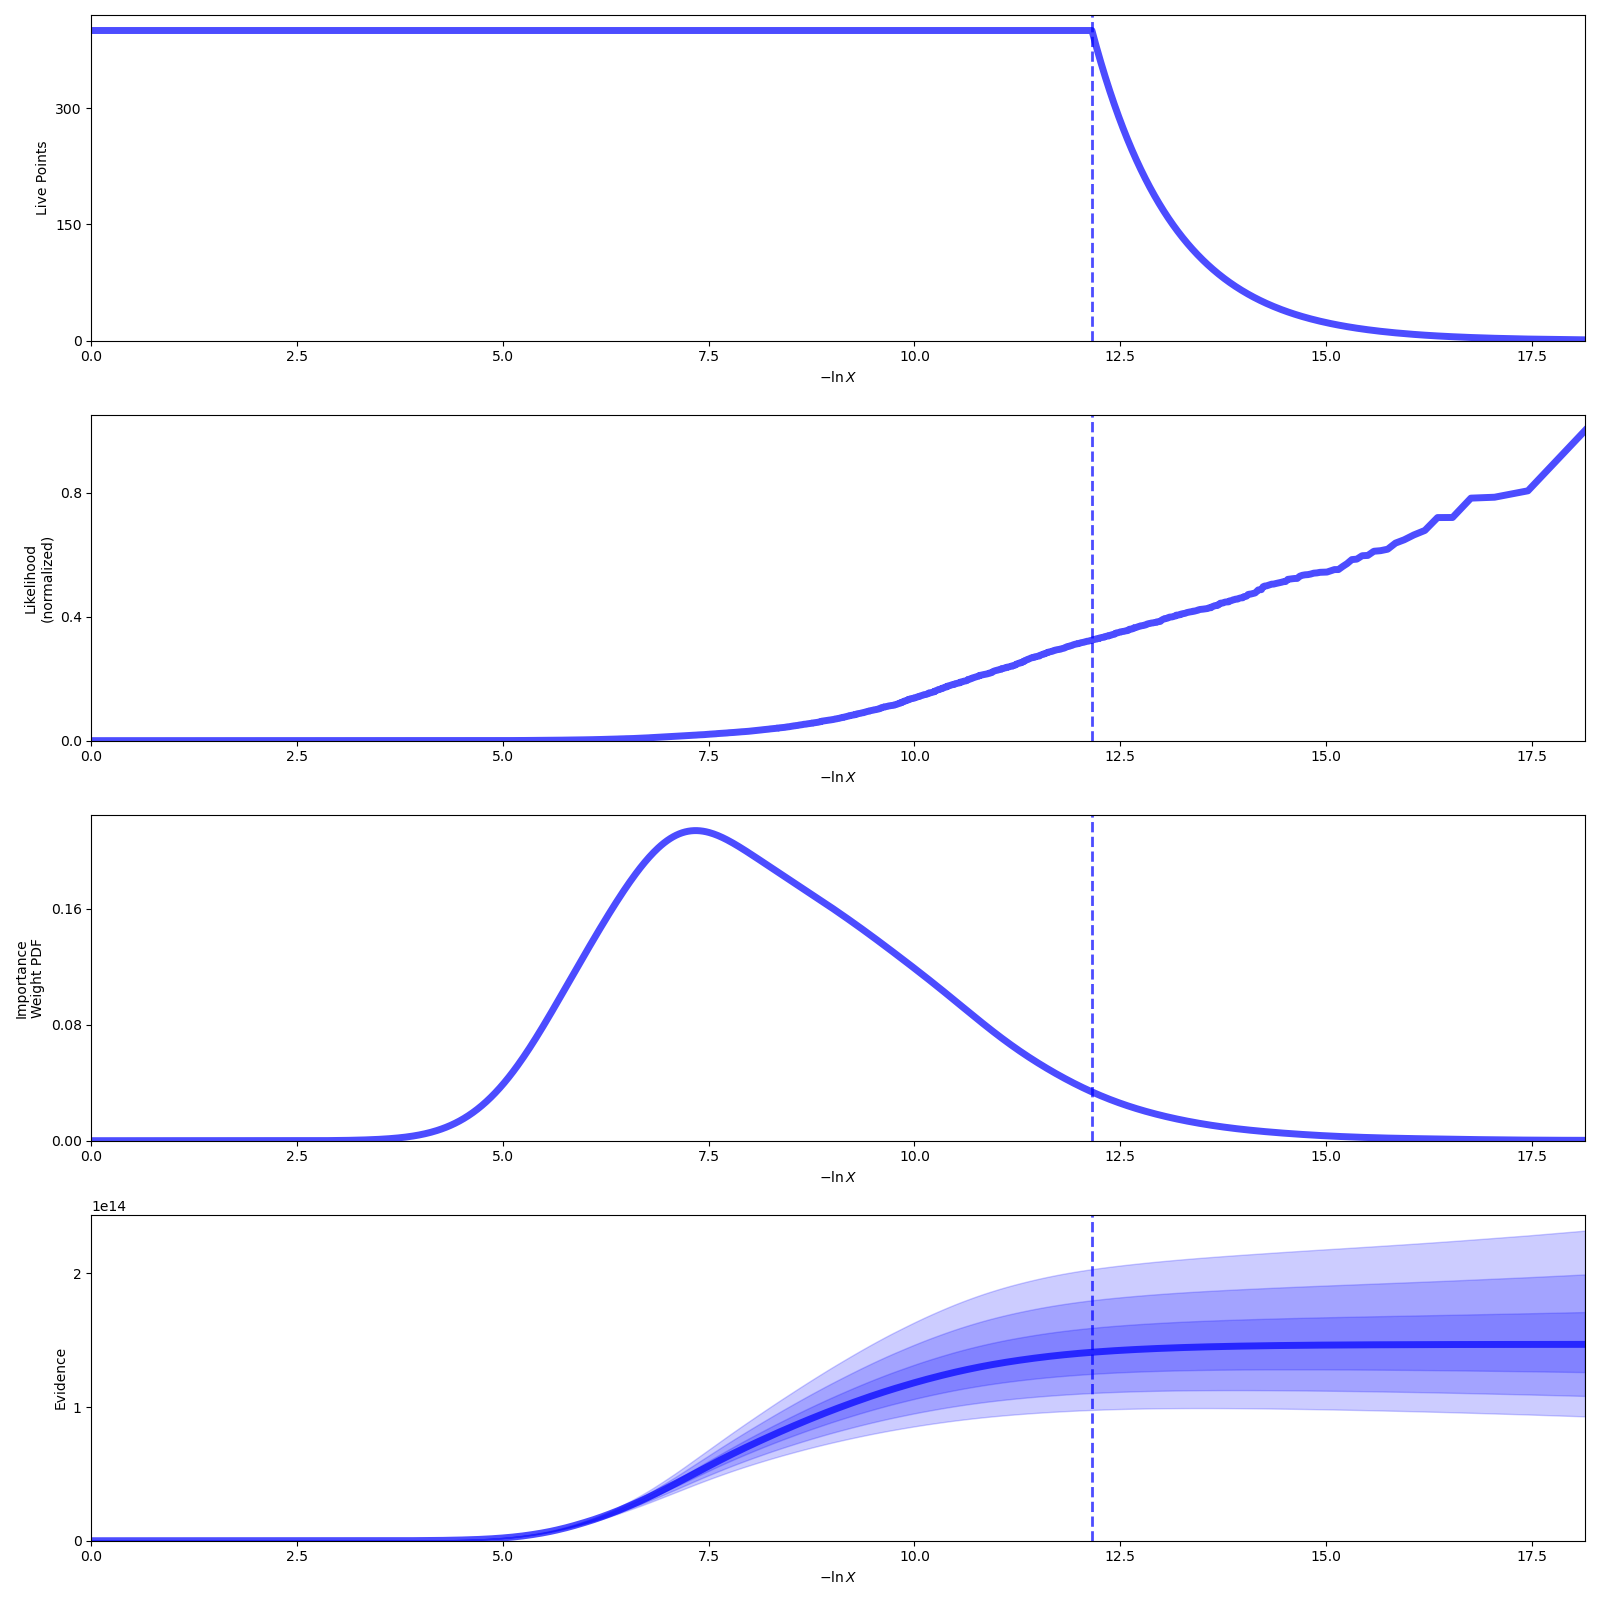 300
150
0
Live Points
0.0 2.5 5.0 7.5 10.0 12.5 15.0 17.5
−ln X
0.8
0.4
0.0
Likelihood
(normalized)
0.0 2.5 5.0 7.5 10.0 12.5 15.0 17.5
−ln X
0.16
0.08
0.00
Importance
Weight PDF
0.0 2.5 5.0 7.5 10.0 12.5 15.0 17.5
−ln X
1e14
2
1
0
Evidence
0.0 2.5 5.0 7.5 10.0 12.5 15.0 17.5
−ln X